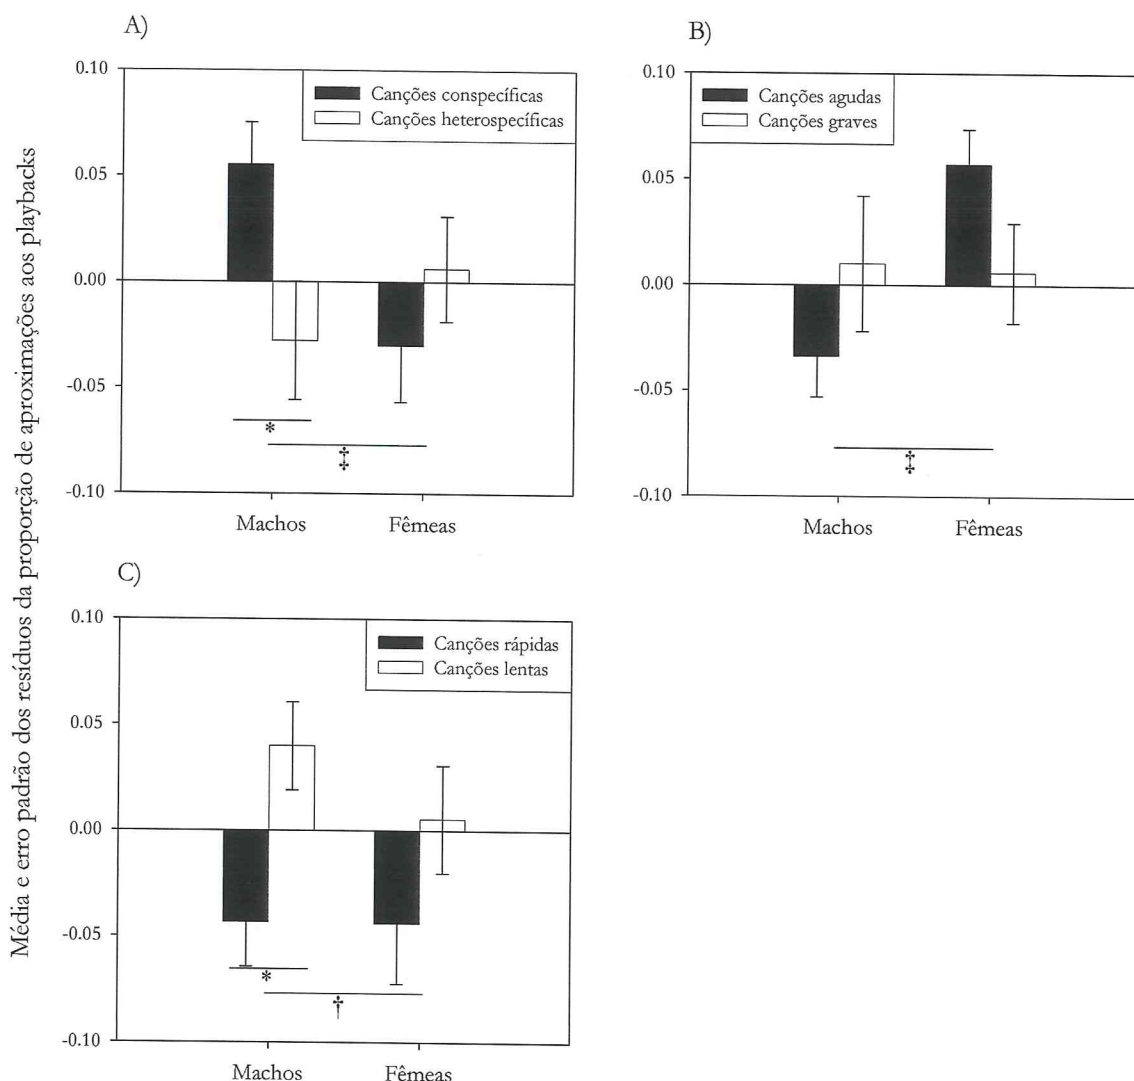 Média e erro padrão dos resíduos da proporção de aproximações aos playbacks
A)
0.10
0.05
0.00
-0.05
-0.10
Canções conspecíficas
Canções heterospecíficas
*
‡
Machos
Fêmeas
B)
0.10
0.05
0.00
-0.05
-0.10
Canções agudas
Canções graves
‡
Machos
Fêmeas
C)
0.10
0.05
0.00
-0.05
-0.10
Canções rápidas
Canções lentas
*
†
Machos
Fêmeas